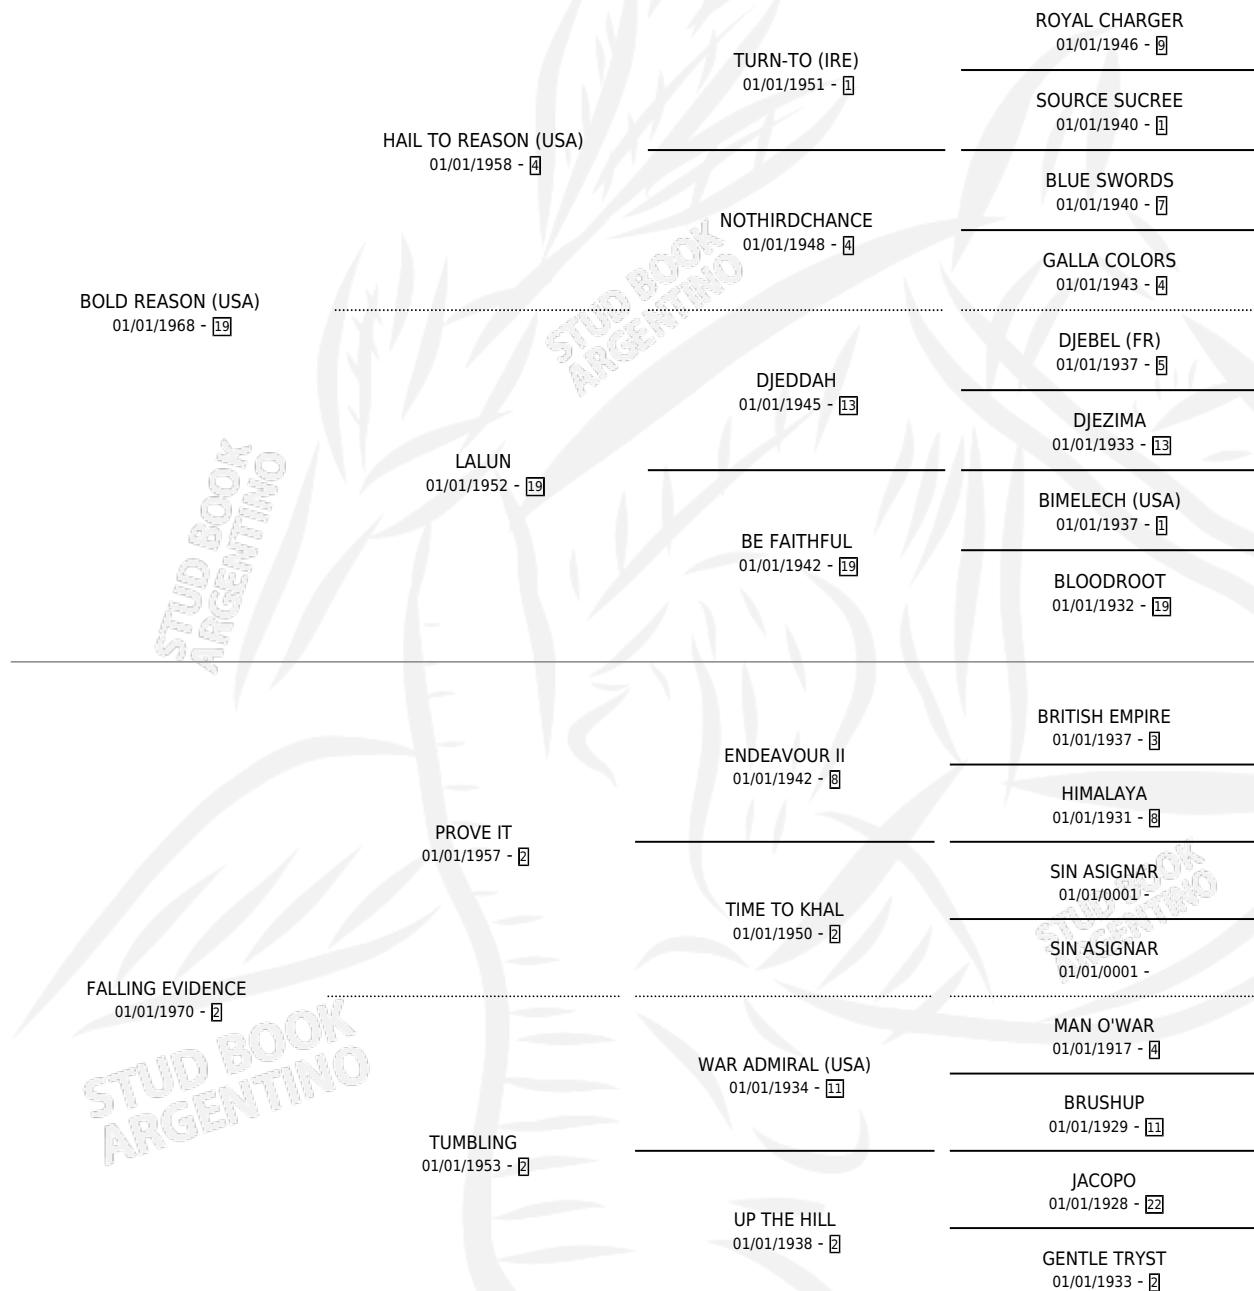 ROYAL CHARGER
01/01/1946 - 9
TURN-TO (IRE)
01/01/1951 - 1
SOURCE SUCREE
01/01/1940 - 1
HAIL TO REASON (USA)
01/01/1958 - 4
BLUE SWORDS
01/01/1940 - 7
NOTHIRDCHANCE
01/01/1948 - 4
GALLA COLORS
01/01/1943 - 4
BOLD REASON (USA)
01/01/1968 - 19
DJEBEL (FR)
01/01/1937 - 5
DJEDDAH
01/01/1945 - 13
DJEZIMA
01/01/1933 - 13
LALUN
01/01/1952 - 19
BIMELECH (USA)
01/01/1937 - 1
BE FAITHFUL
01/01/1942 - 19
BLOODROOT
01/01/1932 - 19
STUD BOOK
ARGENTINO
STUD BOOK
ARGENTINO
BRITISH EMPIRE
01/01/1937 - 3
ENDEAVOUR II
01/01/1942 - 8
HIMALAYA
01/01/1931 - 8
PROVE IT
01/01/1957 - 2
SIN ASIGNAR
01/01/0001 -
TIME TO KHAL
01/01/1950 - 2
SIN ASIGNAR
01/01/0001 -
STUD BOOK
ARGENTINO
FALLING EVIDENCE
01/01/1970 - 2
MAN O'WAR
01/01/1917 - 4
WAR ADMIRAL (USA)
01/01/1934 - 11
BRUSHUP
01/01/1929 - 11
STUD BOOK
ARGENTINO
TUMBLING
01/01/1953 - 2
JACOPO
01/01/1928 - 22
UP THE HILL
01/01/1938 - 2
GENTLE TRYST
01/01/1933 - 2